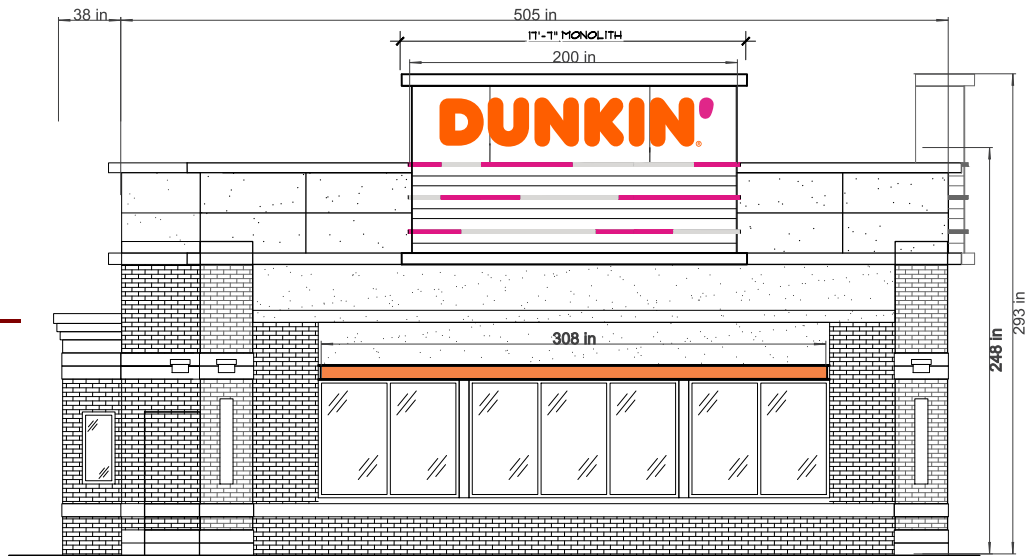 38 in
505 in
17'-7" MONOLITH
200 in
DUNKIN'®
308 in
248 in
293 in